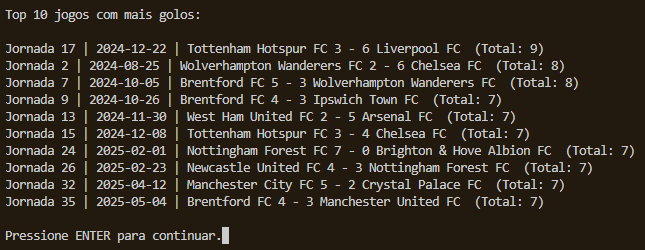 Top 10 jogos com mais golos:
Jornada 17 | 2024-12-22 | Tottenham Hotspur FC 3 - 6 Liverpool FC  (Total: 9)
Jornada 2 | 2024-08-25 | Wolverhampton Wanderers FC 2 - 6 Chelsea FC  (Total: 8)
Jornada 7 | 2024-10-05 | Brentford FC 5 - 3 Wolverhampton Wanderers FC  (Total: 8)
Jornada 9 | 2024-10-26 | Brentford FC 4 - 3 Ipswich Town FC  (Total: 7)
Jornada 13 | 2024-11-30 | West Ham United FC 2 - 5 Arsenal FC  (Total: 7)
Jornada 15 | 2024-12-08 | Tottenham Hotspur FC 3 - 4 Chelsea FC  (Total: 7)
Jornada 24 | 2025-02-01 | Nottingham Forest FC 7 - 0 Brighton & Hove Albion FC  (Total: 7)
Jornada 26 | 2025-02-23 | Newcastle United FC 4 - 3 Nottingham Forest FC  (Total: 7)
Jornada 32 | 2025-04-12 | Manchester City FC 5 - 2 Crystal Palace FC  (Total: 7)
Jornada 35 | 2025-05-04 | Brentford FC 4 - 3 Manchester United FC  (Total: 7)
Pressione ENTER para continuar.